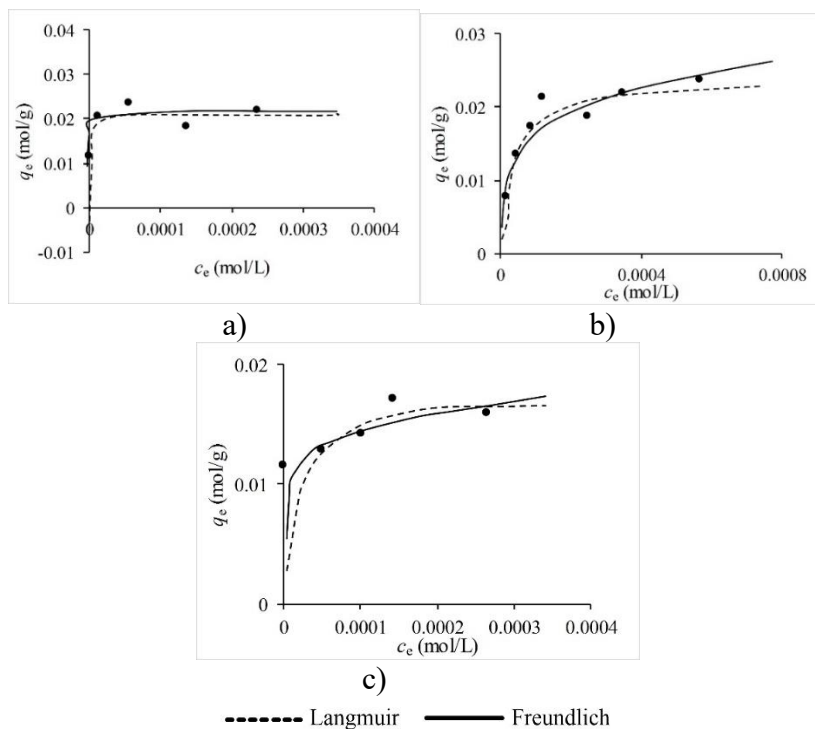 0.04
0.03
0.02
0.01
0
-0.01
qe (mol/g)
0 0.0001 0.0002 0.0003 0.0004
ce (mol/L)
a)
0.03
0.02
0.01
0
qe (mol/g)
0 0.0004 0.0008
ce (mol/L)
b)
0.02
0.01
0
qe (mol/g)
0 0.0001 0.0002 0.0003 0.0004
ce (mol/L)
c)
Langmuir Freundlich